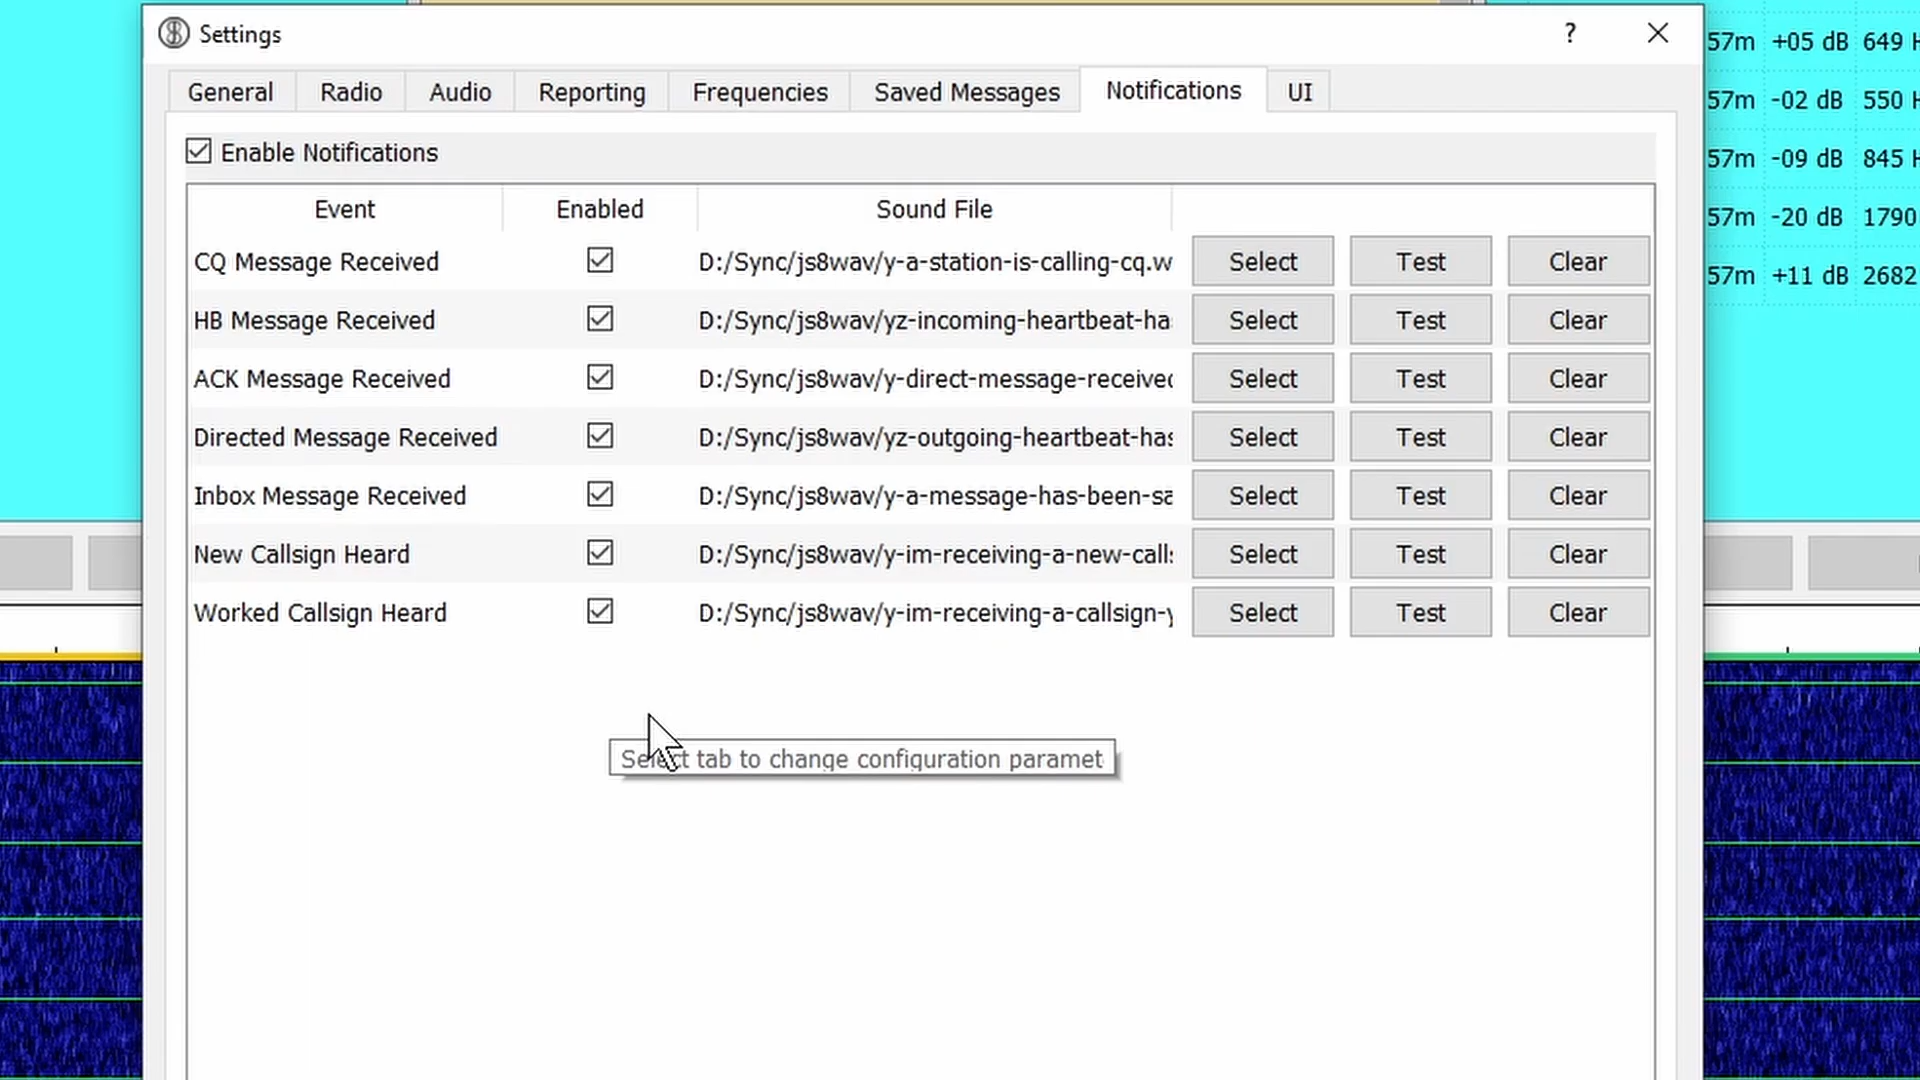 Settings
?
General Radio Audio Reporting Frequencies Saved Messages Notifications UI
Enable Notifications
Event Enabled Sound File
CQ Message Received D:/Sync/js8wav/y-a-station-is-calling-cq.w Select Test Clear
HB Message Received D:/Sync/js8wav/yz-incoming-heartbeat-ha Select Test Clear
ACK Message Received D:/Sync/js8wav/y-direct-message-received Select Test Clear
Directed Message Received D:/Sync/js8wav/yz-outgoing-heartbeat-has Select Test Clear
Inbox Message Received D:/Sync/js8wav/y-a-message-has-been-sa Select Test Clear
New Callsign Heard D:/Sync/js8wav/y-im-receiving-a-new-call Select Test Clear
Worked Callsign Heard D:/Sync/js8wav/y-im-receiving-a-callsign-y Select Test Clear
Select tab to change configuration paramet
57m +05 dB 649 H
57m -02 dB 550 H
57m -09 dB 845 H
57m -20 dB 1790
57m +11 dB 2682